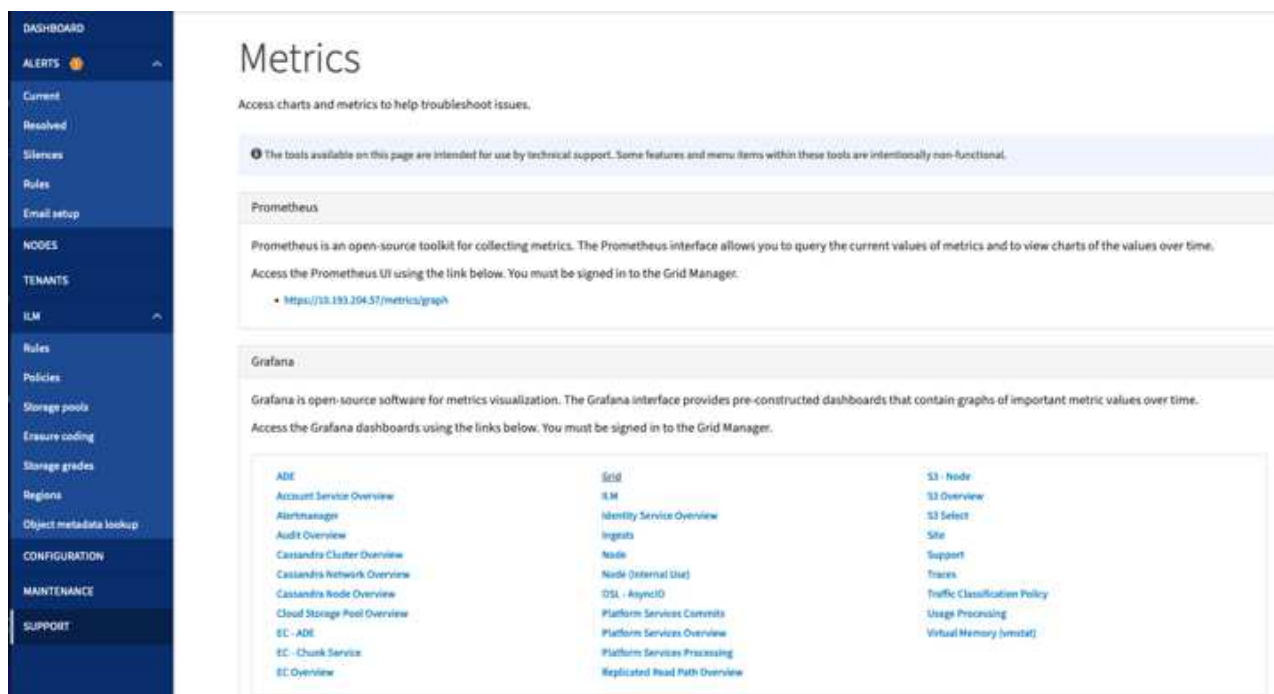 DASHBOARD
ALERTS
Current
Resolved
Silences
Rules
Email setup
NODES
TENANTS
ILM
Rules
Policies
Storage pools
Erasure coding
Storage grades
Regions
Object metadata lookup
CONFIGURATION
MAINTENANCE
SUPPORT
Metrics
Access charts and metrics to help troubleshoot issues.
The tools available on this page are intended for use by technical support. Some features and menu items within these tools are intentionally non-functional.
Prometheus
Prometheus is an open-source toolkit for collecting metrics. The Prometheus interface allows you to query the current values of metrics and to view charts of the values over time.
Access the Prometheus UI using the link below. You must be signed in to the Grid Manager.
• https://10.193.204.57/metrics/graph
Grafana
Grafana is open-source software for metrics visualization. The Grafana interface provides pre-constructed dashboards that contain graphs of important metric values over time.
Access the Grafana dashboards using the links below. You must be signed in to the Grid Manager.
ADE
Account Service Overview
Alertmanager
Audit Overview
Cassandra Cluster Overview
Cassandra Network Overview
Cassandra Node Overview
Cloud Storage Pool Overview
EC - ADE
EC - Chunk Service
EC Overview
Grid
ILM
Identity Service Overview
Ingests
Node
Node (Internal Use)
OSL - AsyncIO
Platform Services Commits
Platform Services Overview
Platform Services Processing
Replicated Read Path Overview
S3 - Node
S3 Overview
S3 Select
Site
Support
Traces
Traffic Classification Policy
Usage Processing
Virtual Memory (vmstat)